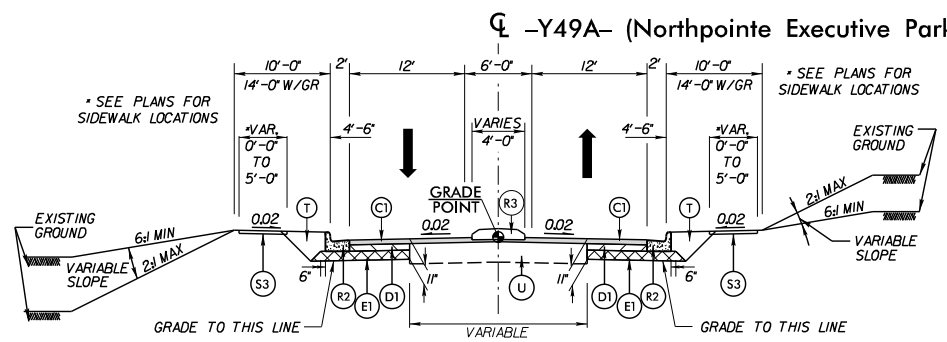 ℄ -Y49A- (Northpointe Executive Park
10'-0" 2' 12' 6'-0" 12' 2' 10'-0"
14'-0" W/GR 14'-0" W/GR
* SEE PLANS FOR
SIDEWALK LOCATIONS
* SEE PLANS FOR
SIDEWALK LOCATIONS
*VAR.
0'-0"
TO
5'-0"
4'-6"
VARIES
4'-0"
4'-6"
*VAR.
0'-0"
TO
5'-0"
EXISTING
GROUND
GRADE
POINT
2:1 MAX
6:1 MIN
VARIABLE
SLOPE
EXISTING
GROUND
6:1 MIN
VARIABLE
SLOPE
2:1 MAX
0.02 T C1 0.02 R3 0.02 C1 T 0.02
S3 6" R2 E1 D1 11" U 11" D1 E1 R2 6" S3
GRADE TO THIS LINE VARIABLE GRADE TO THIS LINE